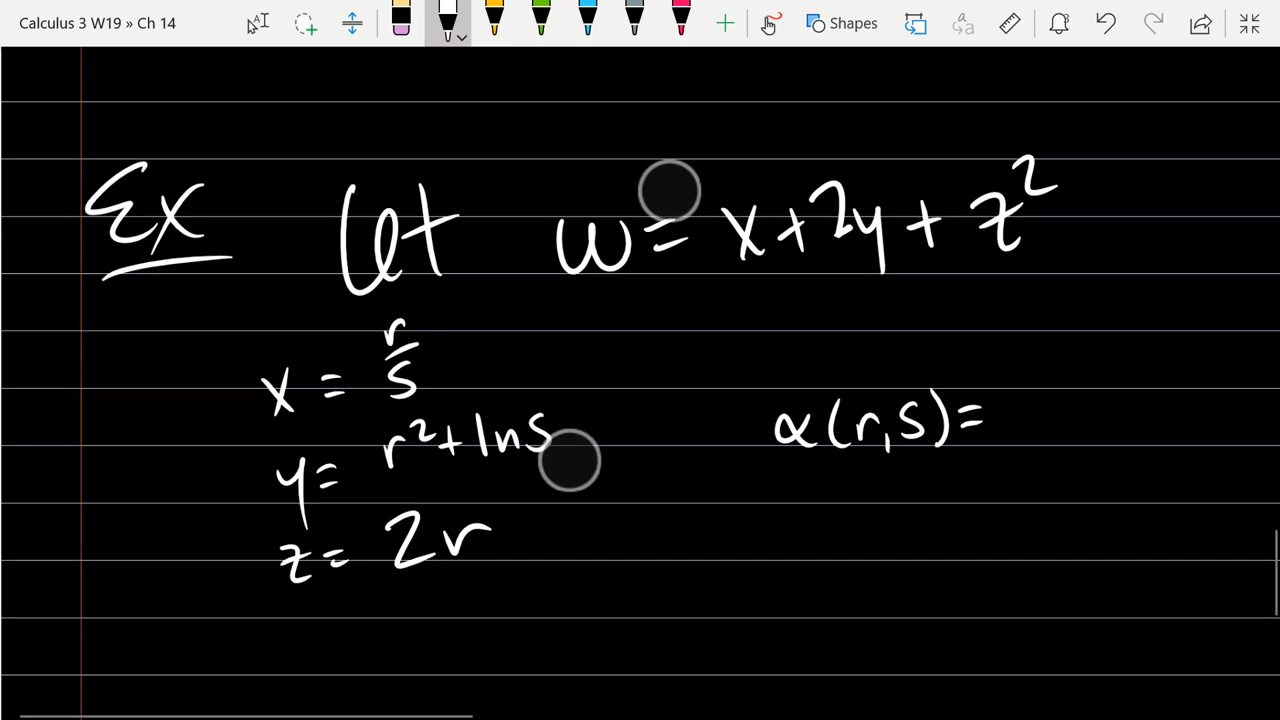 Calculus 3 W19 » Ch 14
Shapes
Ex Let w = x + 2y + z²
x = r/s
y = r² + ln s
α(r,s) =
z = 2r